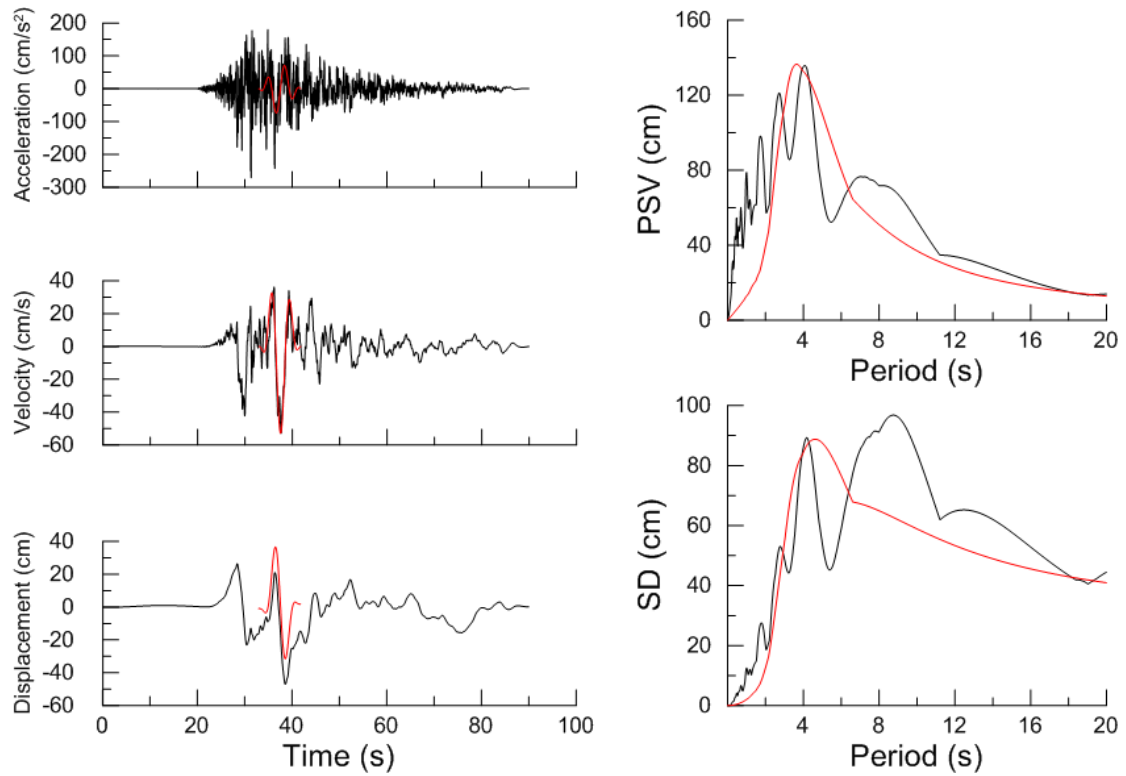 Acceleration (cm/s²)
200
100
0
-100
-200
-300
Velocity (cm/s)
40
20
0
-20
-40
-60
Displacement (cm)
40
20
0
-20
-40
-60
0 20 40 60 80 100
Time (s)
PSV (cm)
160
120
80
40
0
4 8 12 16 20
Period (s)
SD (cm)
100
80
60
40
20
0
4 8 12 16 20
Period (s)